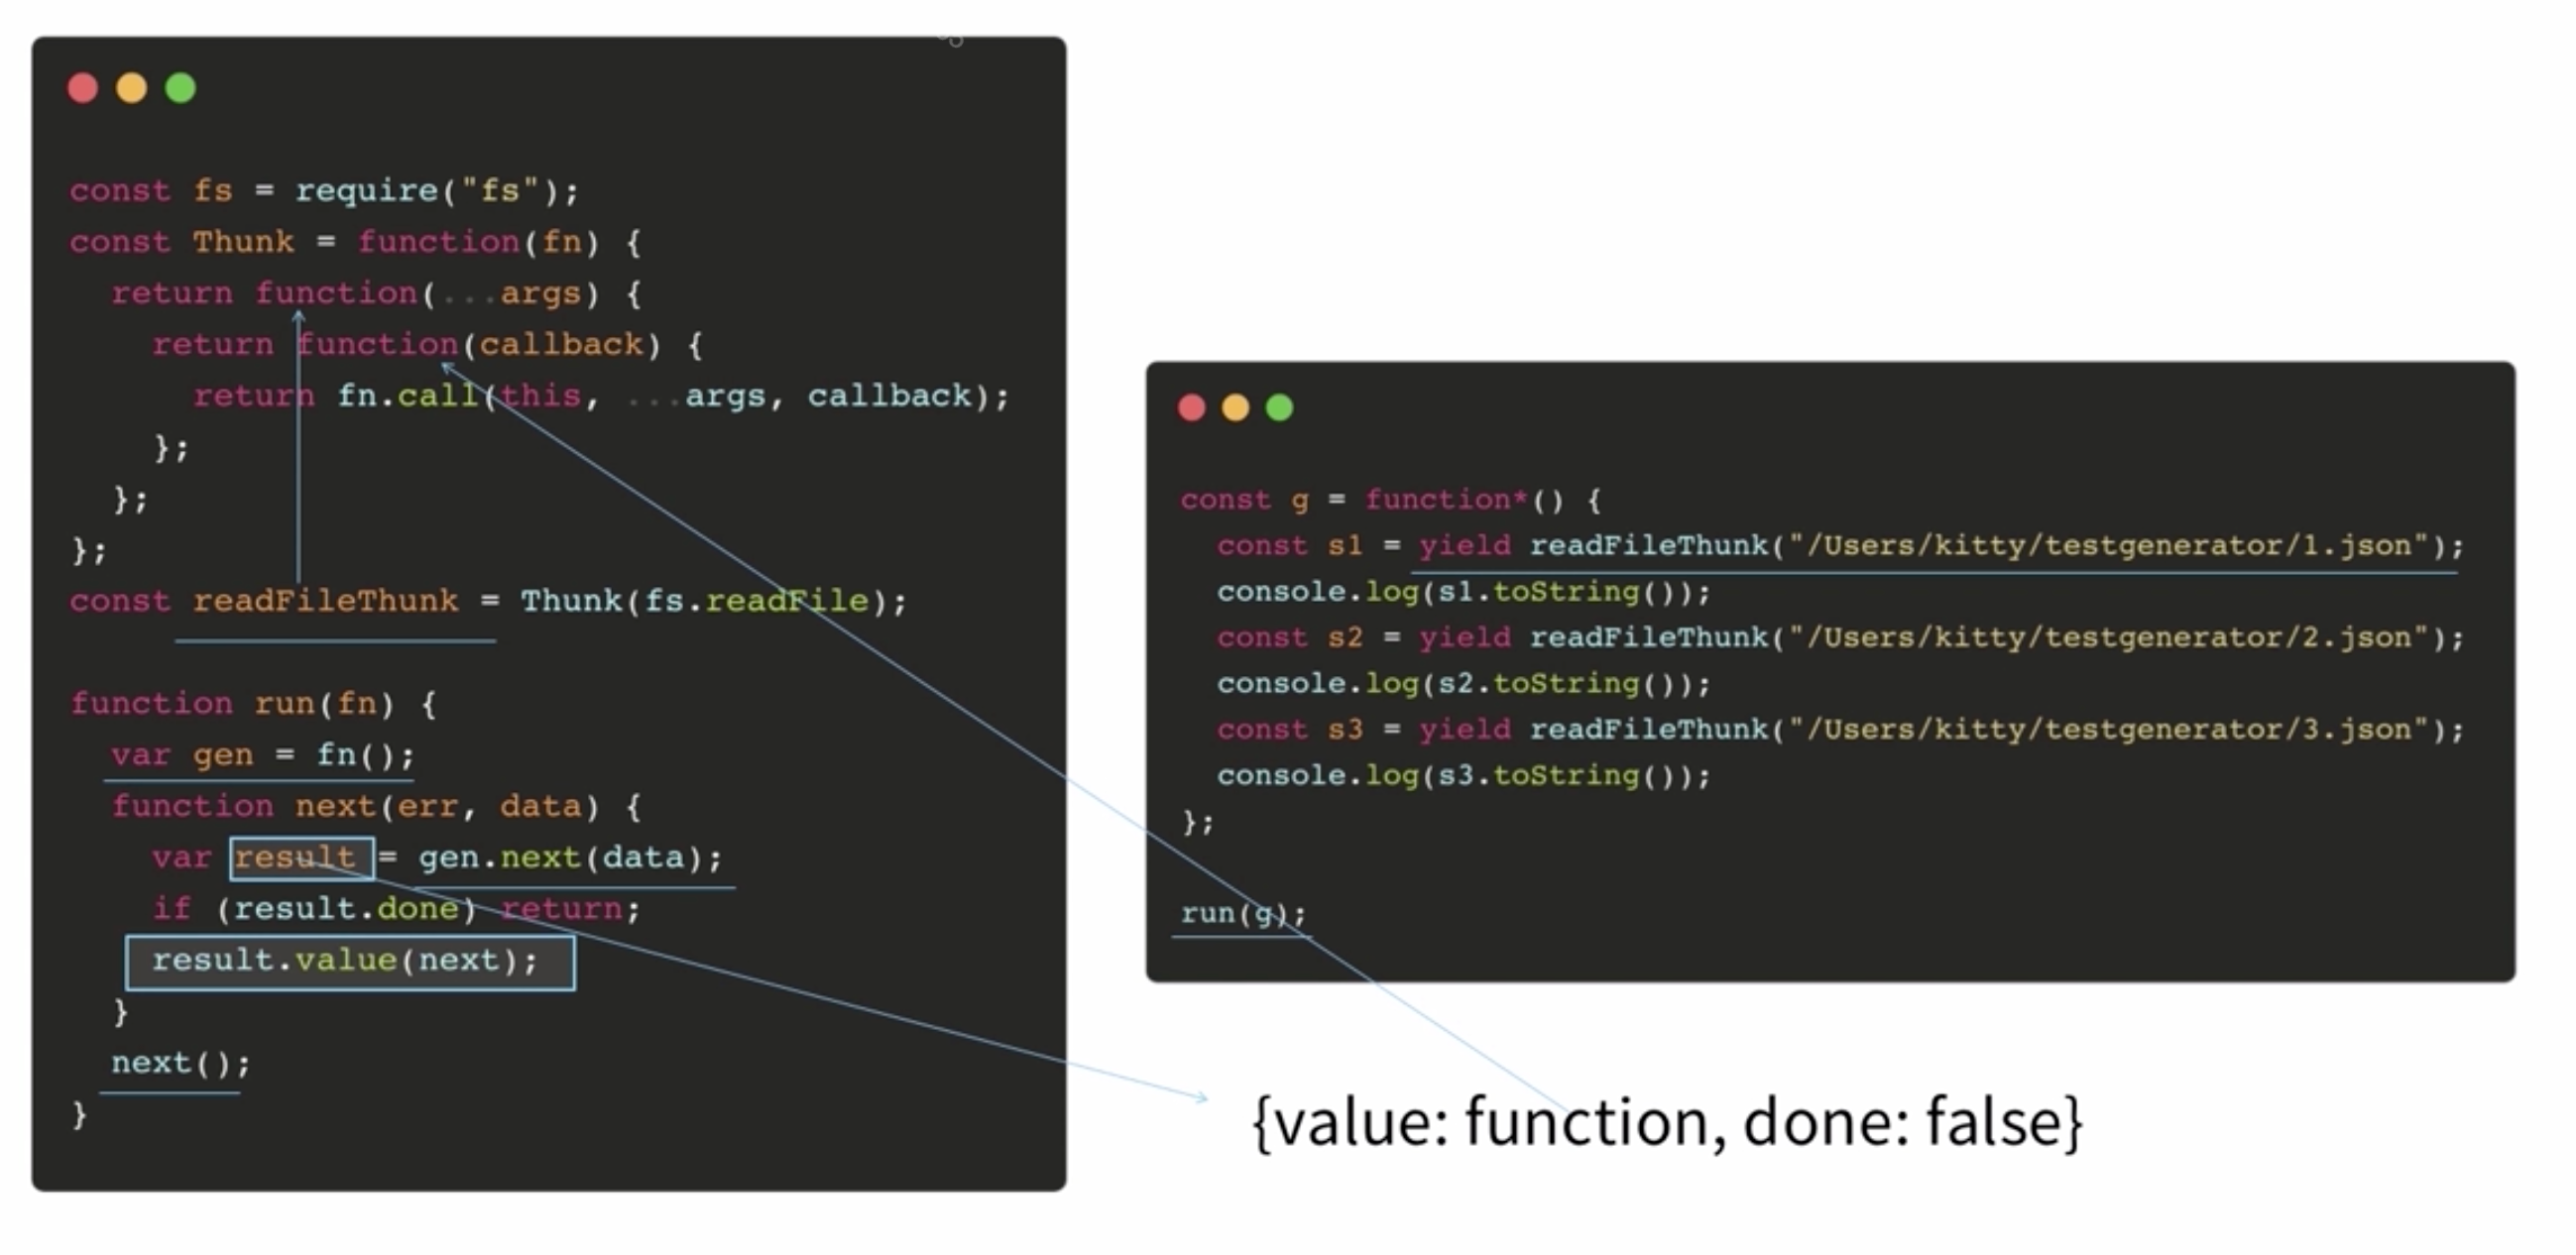 const fs = require("fs");
const Thunk = function(fn) {
  return function(...args) {
    return function(callback) {
      return fn.call(this, ...args, callback);
    };
  };
};
const readFileThunk = Thunk(fs.readFile);
function run(fn) {
  var gen = fn();
  function next(err, data) {
    var result = gen.next(data);
    if (result.done) return;
    result.value(next);
  }
  next();
}
const g = function*() {
  const s1 = yield readFileThunk("/Users/kitty/testgenerator/1.json");
  console.log(s1.toString());
  const s2 = yield readFileThunk("/Users/kitty/testgenerator/2.json");
  console.log(s2.toString());
  const s3 = yield readFileThunk("/Users/kitty/testgenerator/3.json");
  console.log(s3.toString());
};
run(g);
{value: function, done: false}